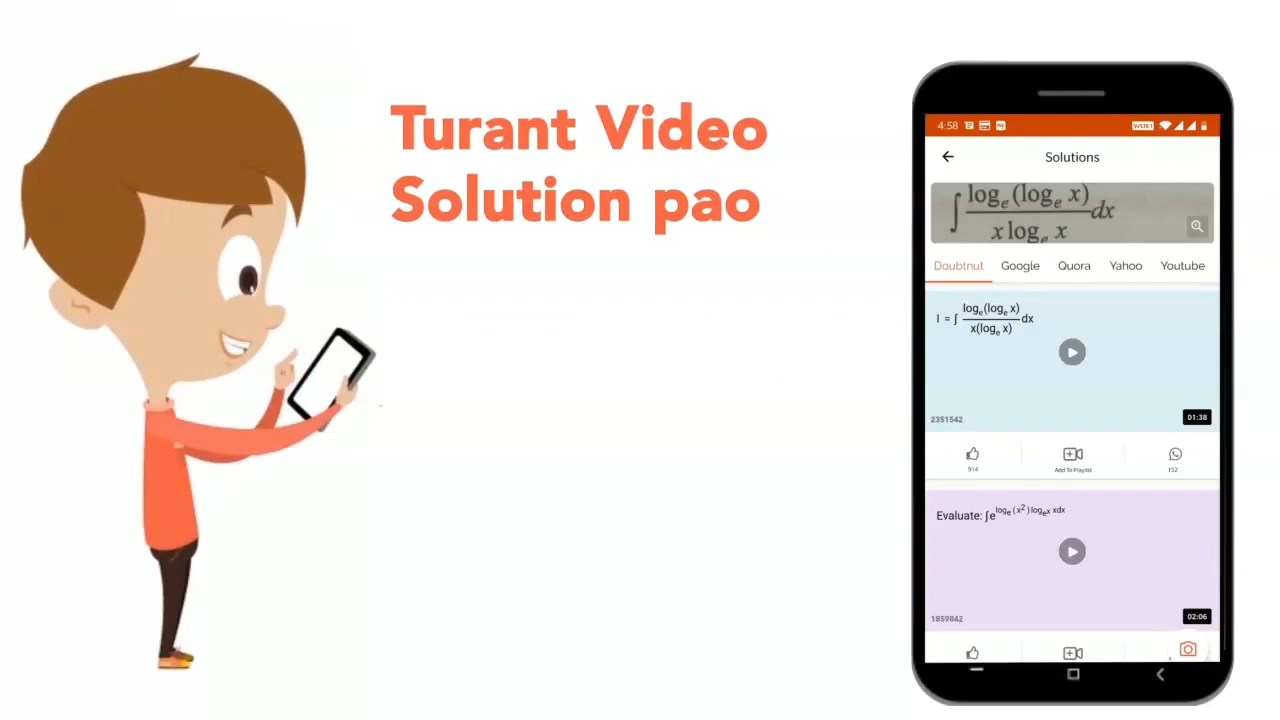 Turant Video
Solution pao
4:58
Solutions
∫ logₑ(logₑ x) / x logₑ x dx
Doubtnut Google Quora Yahoo Youtube
I = ∫ logₑ(logₑ x) / x(logₑ x) dx
2351542
01:38
914
Add To Playlist
152
Evaluate: ∫e^logₑ(x²)logₑx xdx
1859842
02:06